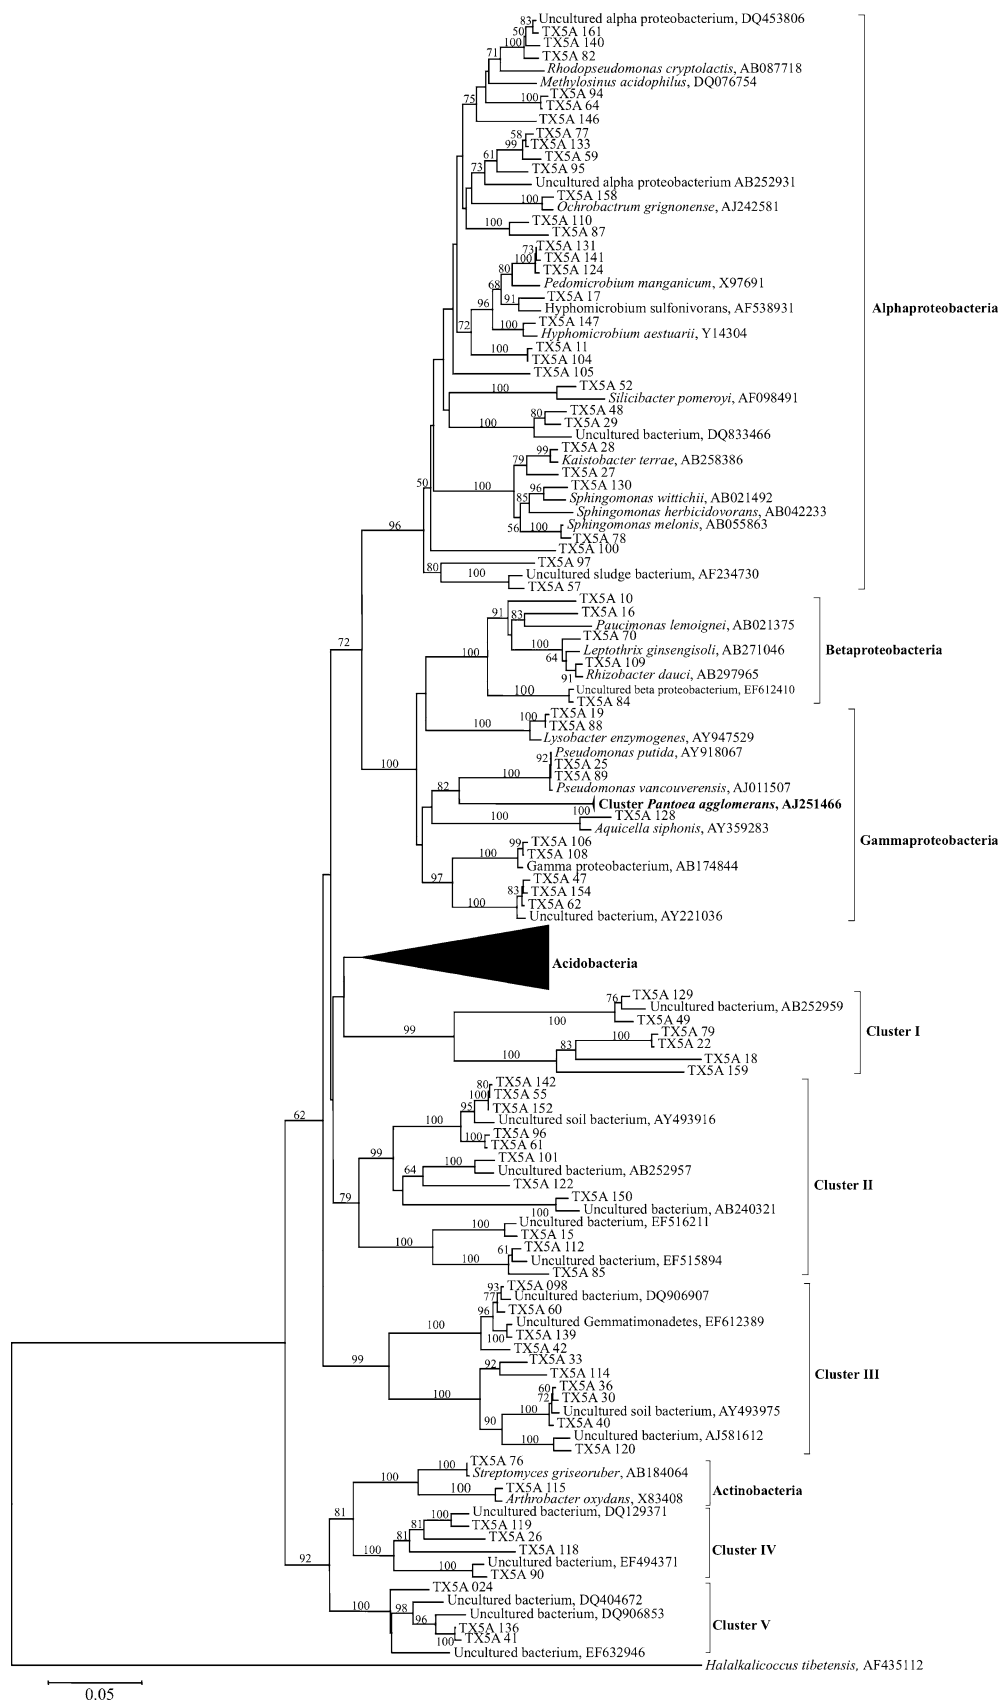 83
Uncultured alpha proteobacterium, DQ453806
50
TX5A 161
100
TX5A 140
71
TX5A 82
Rhodopseudomonas cryptolactis, AB087718
Methylosinus acidophilus, DQ076754
75
100
TX5A 94
TX5A 64
TX5A 146
58
TX5A 77
99
TX5A 133
61
TX5A 59
73
TX5A 95
Uncultured alpha proteobacterium AB252931
100
TX5A 158
Ochrobactrum grignonense, AJ242581
100
TX5A 110
TX5A 87
73
TX5A 131
100
TX5A 141
80
TX5A 124
68
Pedomicrobium manganicum, X97691
96
91
TX5A 17
Hyphomicrobium sulfonivorans, AF538931
Alphaproteobacteria
72
100
TX5A 147
Hyphomicrobium aestuarii, Y14304
100
TX5A 11
TX5A 104
TX5A 105
100
TX5A 52
Silicibacter pomeroyi, AF098491
80
TX5A 48
100
TX5A 29
Uncultured bacterium, DQ833466
99
TX5A 28
79
Kaistobacter terrae, AB258386
TX5A 27
50
100
96
TX5A 130
85
Sphingomonas wittichii, AB021492
Sphingomonas herbicidovorans, AB042233
96
56
100
Sphingomonas melonis, AB055863
TX5A 78
TX5A 100
80
TX5A 97
100
Uncultured sludge bacterium, AF234730
TX5A 57
72
91
TX5A 10
83
TX5A 16
Paucimonas lemoignei, AB021375
100
100
TX5A 70
64
Leptothrix ginsengisoli, AB271046
Betaproteobacteria
TX5A 109
91
Rhizobacter dauci, AB297965
100
Uncultured beta proteobacterium, EF612410
TX5A 84
100
100
TX5A 19
TX5A 88
Lysobacter enzymogenes, AY947529
100
92
Pseudomonas putida, AY918067
TX5A 25
100
TX5A 89
82
Pseudomonas vancouverensis, AJ011507
100
Cluster Pantoea agglomerans, AJ251466
100
TX5A 128
Aquicella siphonis, AY359283
Gammaproteobacteria
99
TX5A 106
100
TX5A 108
Gamma proteobacterium, AB174844
97
TX5A 47
83
TX5A 154
100
TX5A 62
Uncultured bacterium, AY221036
Acidobacteria
76
TX5A 129
Uncultured bacterium, AB252959
100
TX5A 49
99
100
TX5A 79
Cluster I
83
TX5A 22
100
TX5A 18
TX5A 159
62
80
TX5A 142
100
TX5A 55
95
TX5A 152
100
Uncultured soil bacterium, AY493916
100
TX5A 96
TX5A 61
99
100
TX5A 101
64
Uncultured bacterium, AB252957
TX5A 122
Cluster II
79
TX5A 150
100
Uncultured bacterium, AB240321
100
Uncultured bacterium, EF516211
TX5A 15
100
61
TX5A 112
100
Uncultured bacterium, EF515894
TX5A 85
93
TX5A 098
77
Uncultured bacterium, DQ906907
96
TX5A 60
100
Uncultured Gemmatimonadetes, EF612389
100
TX5A 139
TX5A 42
99
92
TX5A 33
TX5A 114
Cluster III
100
60
TX5A 36
72
TX5A 30
100
Uncultured soil bacterium, AY493975
90
TX5A 40
100
Uncultured bacterium, AJ581612
TX5A 120
100
TX5A 76
100
Streptomyces griseoruber, AB184064
100
TX5A 115
Actinobacteria
Arthrobacter oxydans, X83408
81
100
Uncultured bacterium, DQ129371
81
TX5A 119
81
TX5A 26
100
TX5A 118
Cluster IV
92
100
Uncultured bacterium, EF494371
TX5A 90
TX5A 024
100
98
Uncultured bacterium, DQ404672
96
Uncultured bacterium, DQ906853
TX5A 136
Cluster V
100
TX5A 41
Uncultured bacterium, EF632946
Halalkalicoccus tibetensis, AF435112
0.05